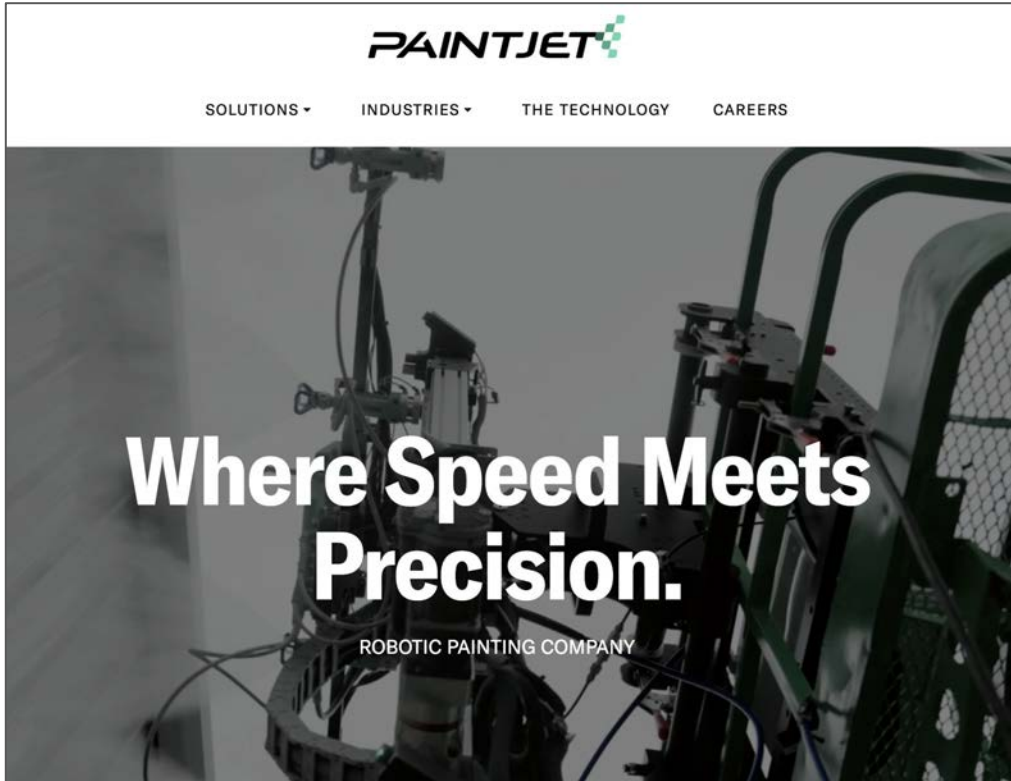 PAINTJET
SOLUTIONS INDUSTRIES THE TECHNOLOGY CAREERS
Where Speed Meets
Precision.
ROBOTIC PAINTING COMPANY